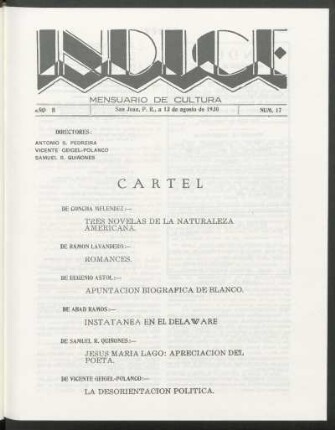 INDICE
MENSUARIO DE CULTURA
AÑO II San Juan, P. R., a 13 de agosto de 1930 NUM. 17
DIRECTORES:
ANTONIO S. PEDREIRA
VICENTE GEIGEL-POLANCO
SAMUEL R. QUIÑONES
CARTEL
DE CONCHA MELENDEZ:—
TRES NOVELAS DE LA NATURALEZA
AMERICANA.
DE RAMON LAVANDERO:—
ROMANCES.
DE EUGENIO ASTOL:—
APUNTACION BIOGRAFICA DE BLANCO.
DE ABAD RAMOS:—
INSTATANEA EN EL DELAWARE
DE SAMUEL R. QUIÑONES:—
JESUS MARIA LAGO: APRECIACION DEL
POETA.
DE VICENTE GEIGEL-POLANCO:—
LA DESORIENTACION POLITICA.